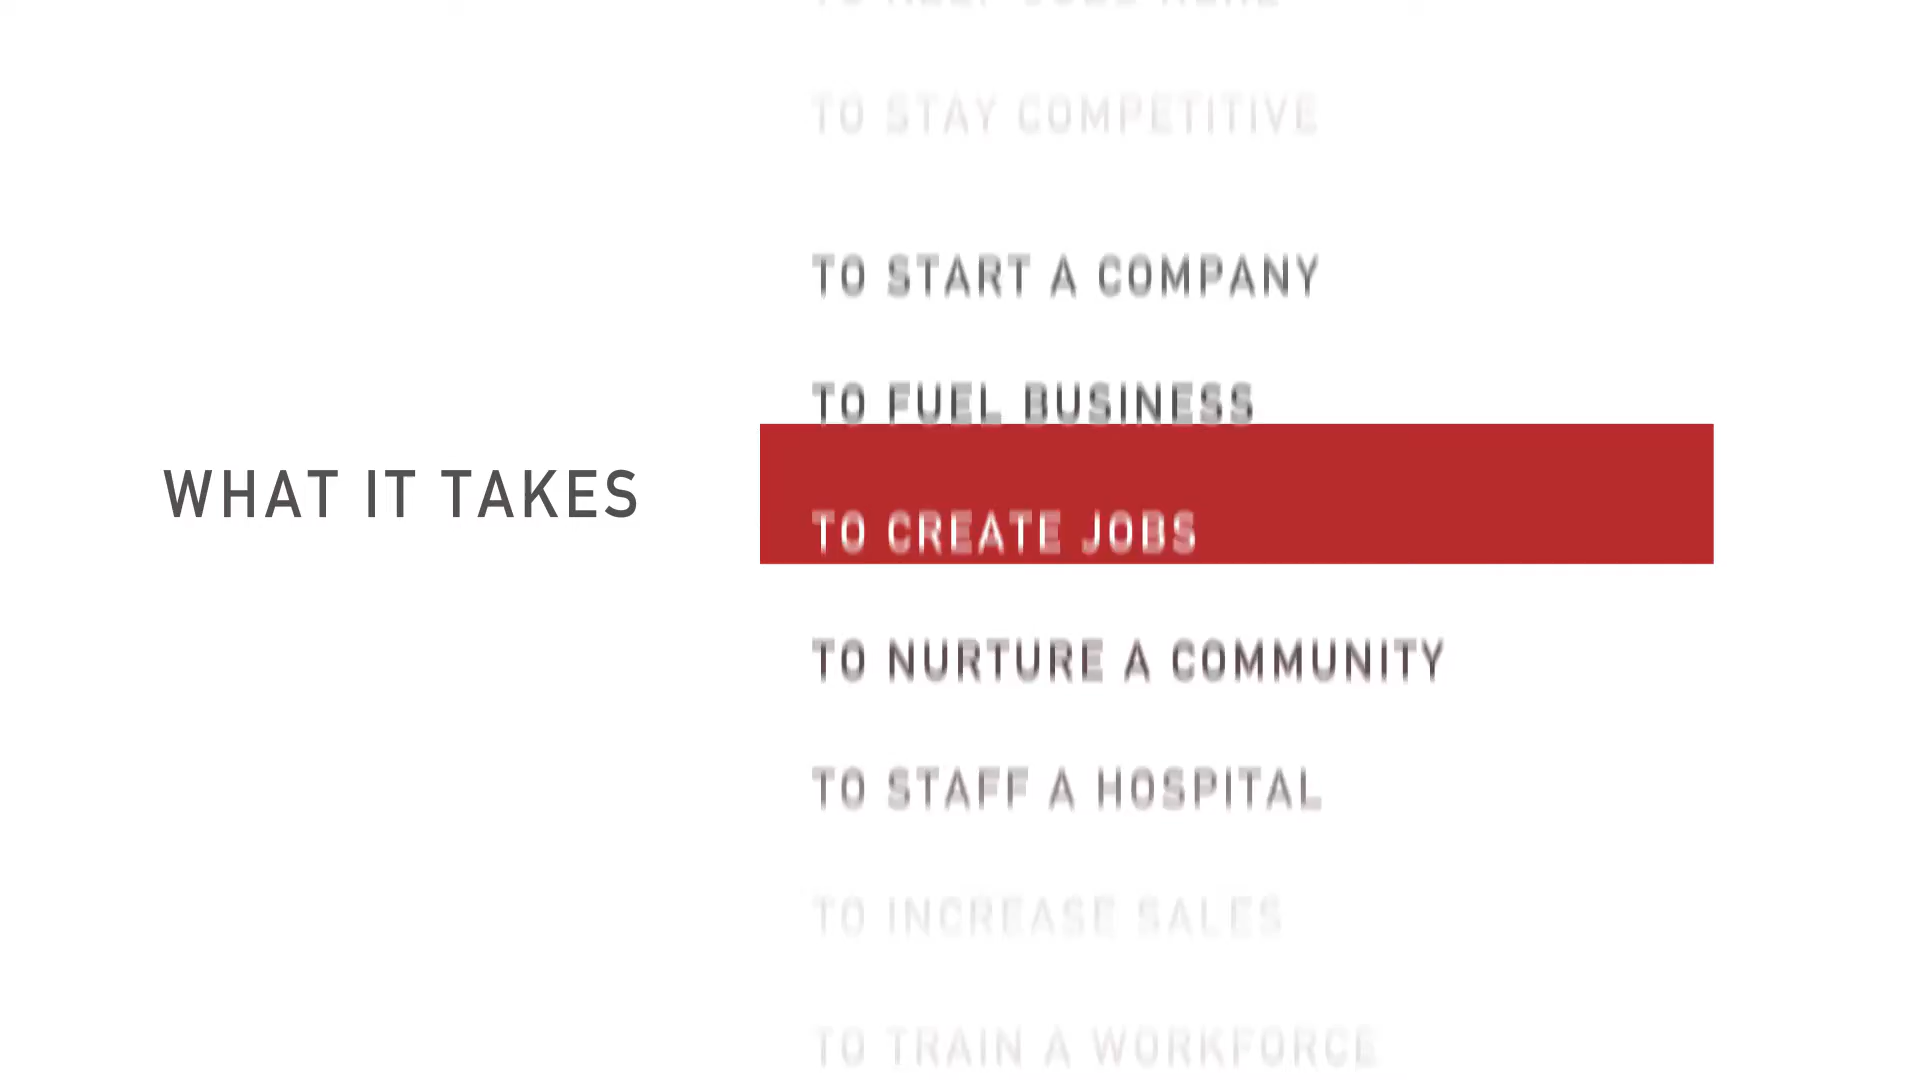 TO STAY COMPETITIVE
TO START A COMPANY
TO FUEL BUSINESS
WHAT IT TAKES
TO CREATE JOBS
TO NURTURE A COMMUNITY
TO STAFF A HOSPITAL
TO INCREASE SALES
TO TRAIN A WORKFORCE